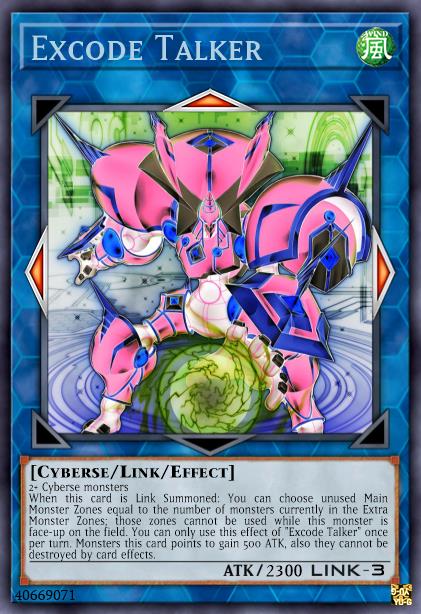 Excode Talker
WIND
風
[Cyberse/Link/Effect]
2+ Cyberse monsters
When this card is Link Summoned: You can choose unused Main
Monster Zones equal to the number of monsters currently in the Extra
Monster Zones; those zones cannot be used while this monster is
face-up on the field. You can only use this effect of "Excode Talker" once
per turn. Monsters this card points to gain 500 ATK, also they cannot be
destroyed by card effects.
ATK/2300 LINK-3
40669071